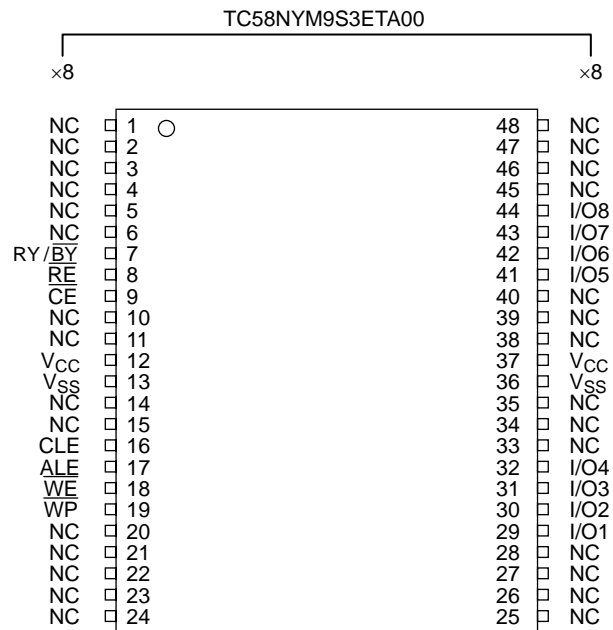 TC58NYM9S3ETA00
×8 ×8
NC 1 48 NC
NC 2 47 NC
NC 3 46 NC
NC 4 45 NC
NC 5 44 I/O8
NC 6 43 I/O7
RY/B̅Y̅ 7 42 I/O6
R̅E̅ 8 41 I/O5
C̅E̅ 9 40 NC
NC 10 39 NC
NC 11 38 NC
VCC 12 37 VCC
VSS 13 36 VSS
NC 14 35 NC
NC 15 34 NC
CLE 16 33 NC
ALE 17 32 I/O4
W̅E̅ 18 31 I/O3
W̅P̅ 19 30 I/O2
NC 20 29 I/O1
NC 21 28 NC
NC 22 27 NC
NC 23 26 NC
NC 24 25 NC